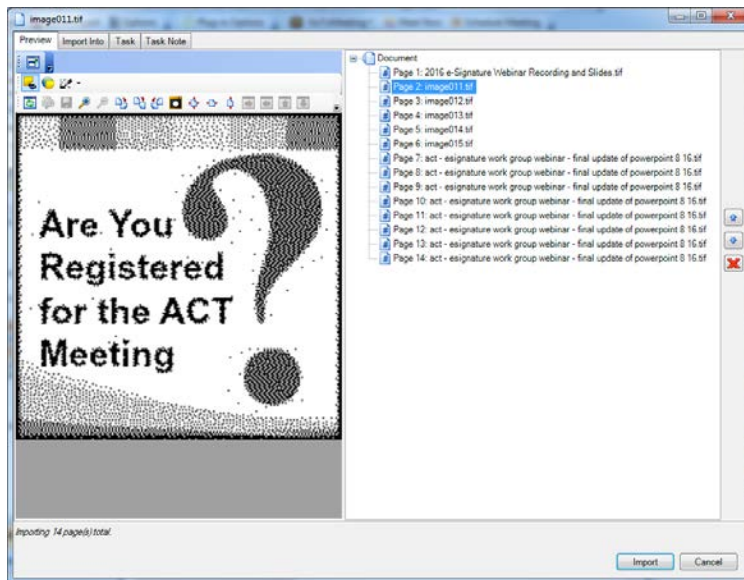 image011.tif
Preview Import Into Task Task Note
Are You
Registered
for the ACT
Meeting
?
Document
Page 1: 2016 e-Signature Webinar Recording and Slides.tif
Page 2: image011.tif
Page 3: image012.tif
Page 4: image013.tif
Page 5: image014.tif
Page 6: image015.tif
Page 7: act - esignature work group webinar - final update of powerpoint 8 16.tif
Page 8: act - esignature work group webinar - final update of powerpoint 8 16.tif
Page 9: act - esignature work group webinar - final update of powerpoint 8 16.tif
Page 10: act - esignature work group webinar - final update of powerpoint 8 16.tif
Page 11: act - esignature work group webinar - final update of powerpoint 8 16.tif
Page 12: act - esignature work group webinar - final update of powerpoint 8 16.tif
Page 13: act - esignature work group webinar - final update of powerpoint 8 16.tif
Page 14: act - esignature work group webinar - final update of powerpoint 8 16.tif
Importing 14 page(s) total.
Import Cancel